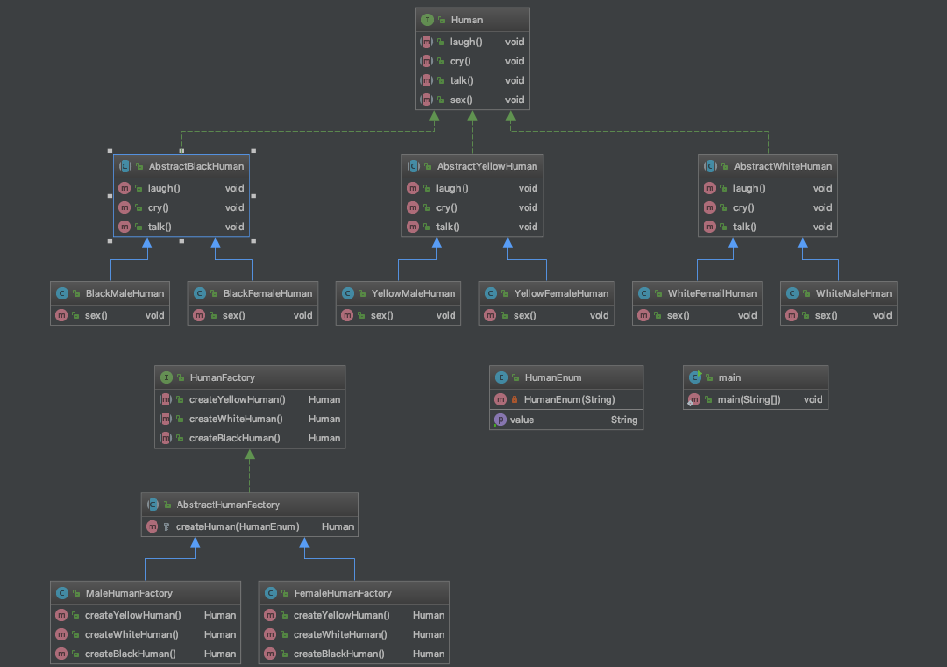 Human
laugh() void
cry() void
talk() void
sex() void
AbstractBlackHuman
laugh() void
cry() void
talk() void
AbstractYellowHuman
laugh() void
cry() void
talk() void
AbstractWhiteHuman
laugh() void
cry() void
talk() void
BlackMaleHuman
sex() void
BlackFemaleHuman
sex() void
YellowMaleHuman
sex() void
YellowFemaleHuman
sex() void
WhiteFemailHuman
sex() void
WhiteMaleHman
sex() void
HumanFactory
createYellowHuman() Human
createWhiteHuman() Human
createBlackHuman() Human
HumanEnum
HumanEnum(String)
value String
main
main(String[]) void
AbstractHumanFactory
createHuman(HumanEnum) Human
MaleHumanFactory
createYellowHuman() Human
createWhiteHuman() Human
createBlackHuman() Human
FemaleHumanFactory
createYellowHuman() Human
createWhiteHuman() Human
createBlackHuman() Human